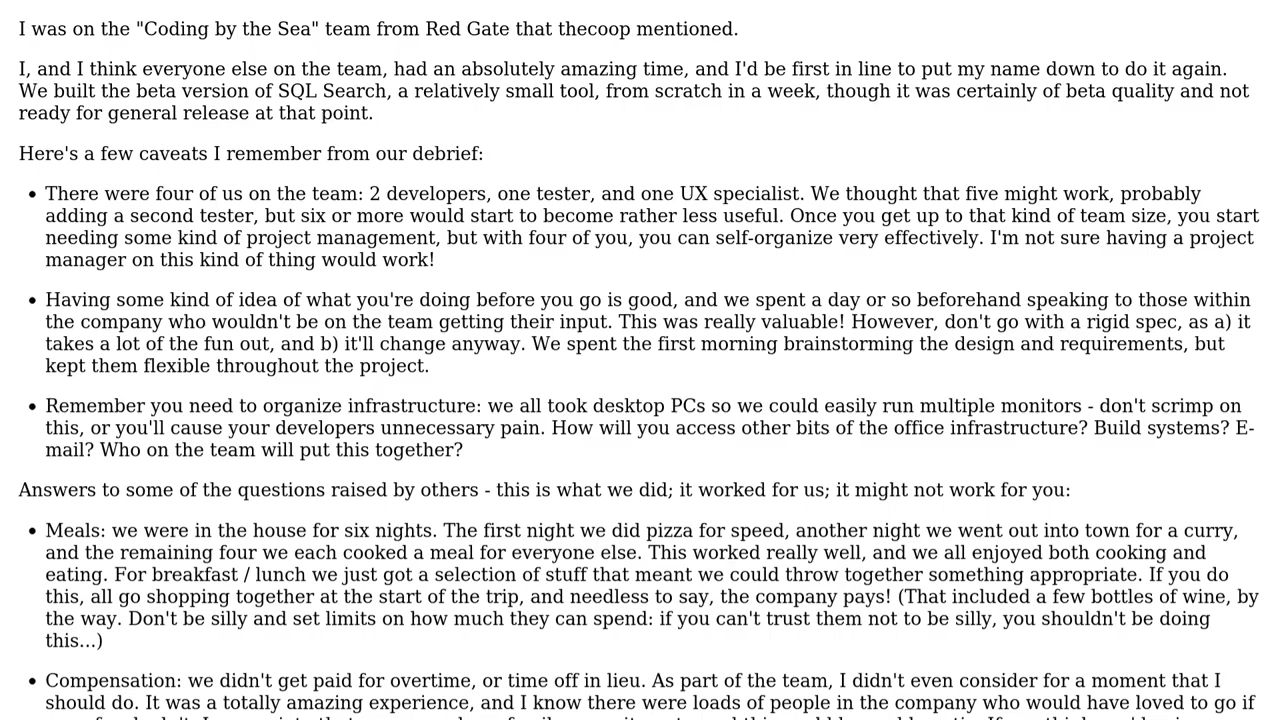 I was on the "Coding by the Sea" team from Red Gate that thecoop mentioned.
I, and I think everyone else on the team, had an absolutely amazing time, and I'd be first in line to put my name down to do it again.
We built the beta version of SQL Search, a relatively small tool, from scratch in a week, though it was certainly of beta quality and not
ready for general release at that point.
Here's a few caveats I remember from our debrief:
• There were four of us on the team: 2 developers, one tester, and one UX specialist. We thought that five might work, probably
adding a second tester, but six or more would start to become rather less useful. Once you get up to that kind of team size, you start
needing some kind of project management, but with four of you, you can self-organize very effectively. I'm not sure having a project
manager on this kind of thing would work!
• Having some kind of idea of what you're doing before you go is good, and we spent a day or so beforehand speaking to those within
the company who wouldn't be on the team getting their input. This was really valuable! However, don't go with a rigid spec, as a) it
takes a lot of the fun out, and b) it'll change anyway. We spent the first morning brainstorming the design and requirements, but
kept them flexible throughout the project.
• Remember you need to organize infrastructure: we all took desktop PCs so we could easily run multiple monitors - don't scrimp on
this, or you'll cause your developers unnecessary pain. How will you access other bits of the office infrastructure? Build systems? E-
mail? Who on the team will put this together?
Answers to some of the questions raised by others - this is what we did; it worked for us; it might not work for you:
• Meals: we were in the house for six nights. The first night we did pizza for speed, another night we went out into town for a curry,
and the remaining four we each cooked a meal for everyone else. This worked really well, and we all enjoyed both cooking and
eating. For breakfast / lunch we just got a selection of stuff that meant we could throw together something appropriate. If you do
this, all go shopping together at the start of the trip, and needless to say, the company pays! (That included a few bottles of wine, by
the way. Don't be silly and set limits on how much they can spend: if you can't trust them not to be silly, you shouldn't be doing
this...)
• Compensation: we didn't get paid for overtime, or time off in lieu. As part of the team, I didn't even consider for a moment that I
should do. It was a totally amazing experience, and I know there were loads of people in the company who would have loved to go if